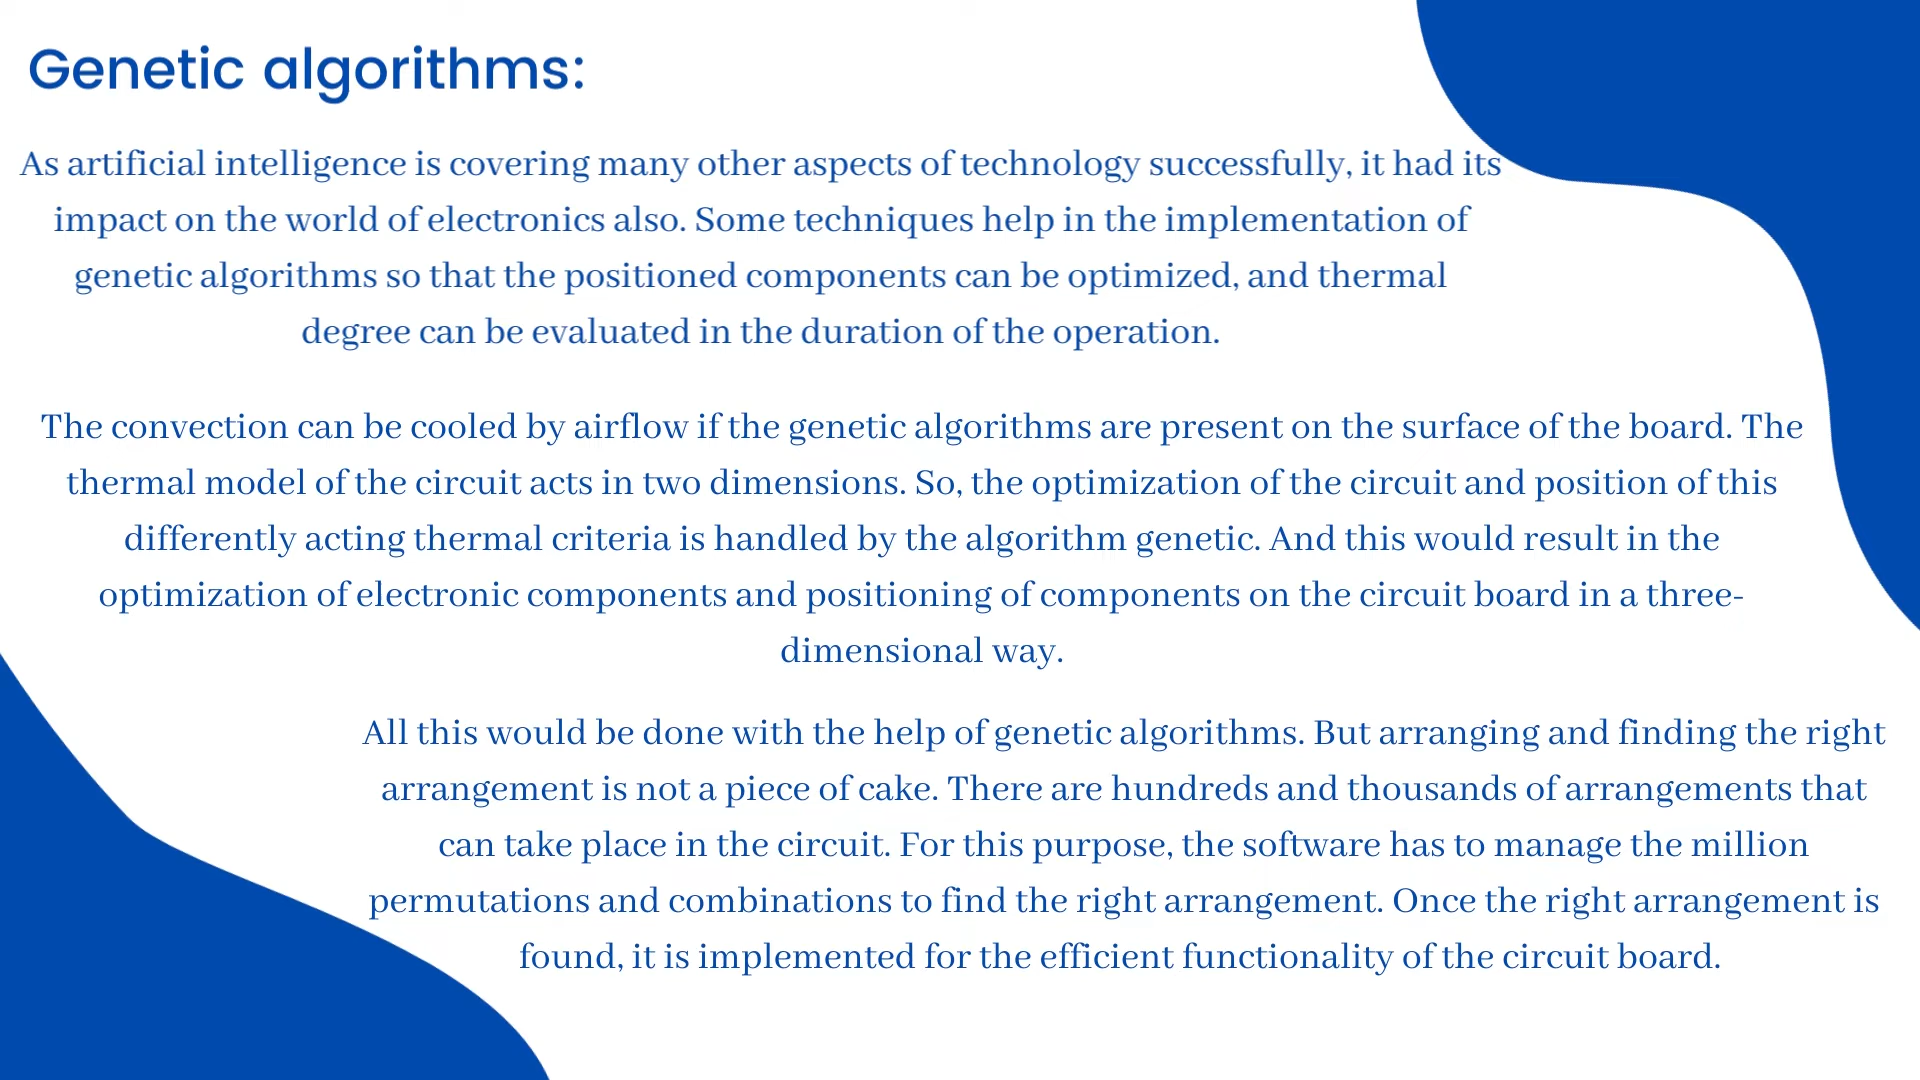 Genetic algorithms:
As artificial intelligence is covering many other aspects of technology successfully, it had its
impact on the world of electronics also. Some techniques help in the implementation of
genetic algorithms so that the positioned components can be optimized, and thermal
degree can be evaluated in the duration of the operation.
The convection can be cooled by airflow if the genetic algorithms are present on the surface of the board. The
thermal model of the circuit acts in two dimensions. So, the optimization of the circuit and position of this
differently acting thermal criteria is handled by the algorithm genetic. And this would result in the
optimization of electronic components and positioning of components on the circuit board in a three-
dimensional way.
All this would be done with the help of genetic algorithms. But arranging and finding the right
arrangement is not a piece of cake. There are hundreds and thousands of arrangements that
can take place in the circuit. For this purpose, the software has to manage the million
permutations and combinations to find the right arrangement. Once the right arrangement is
found, it is implemented for the efficient functionality of the circuit board.